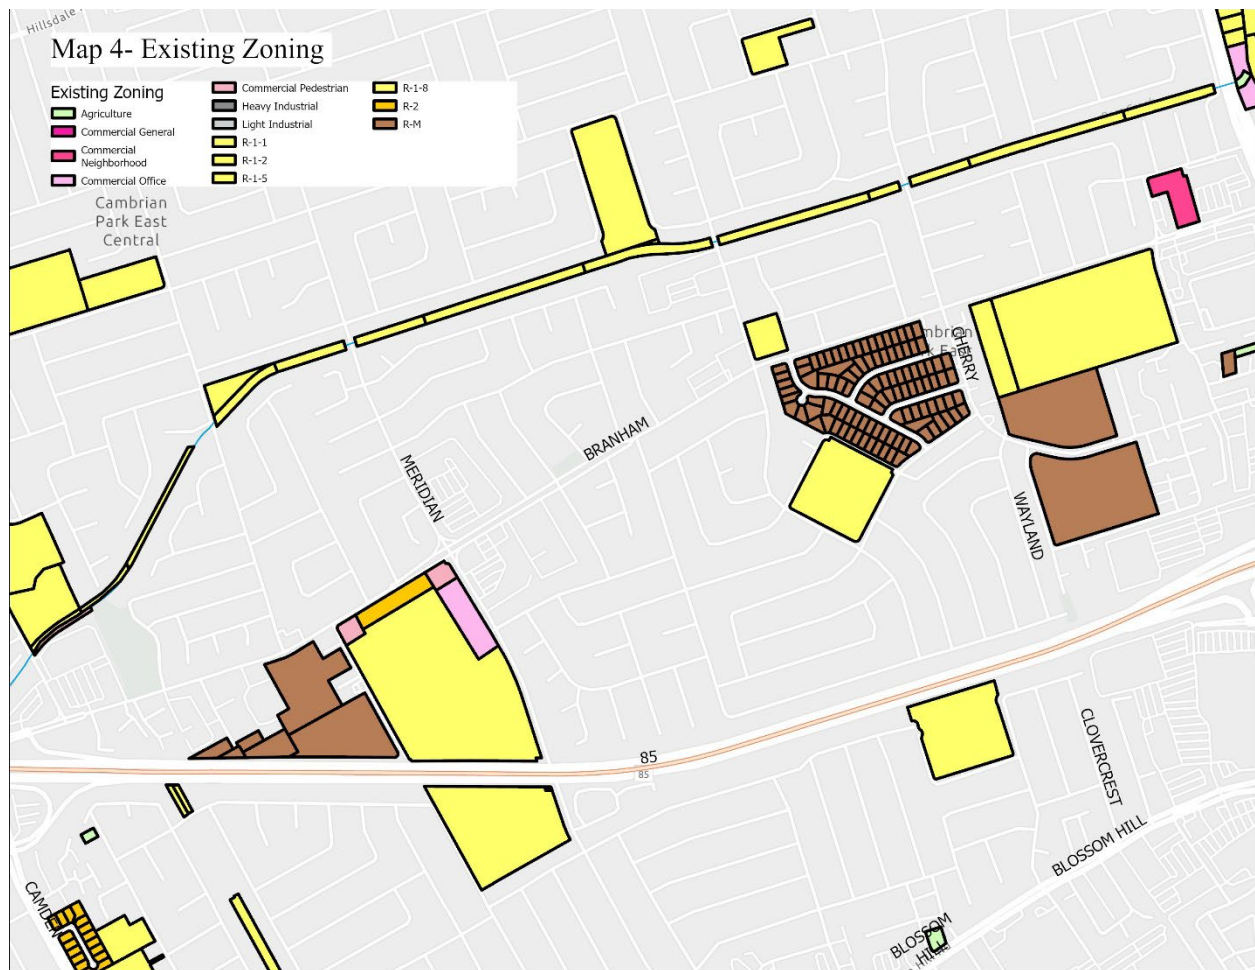 Hillsdale
Map 4- Existing Zoning
Existing Zoning
Agriculture
Commercial General
Commercial
Neighborhood
Commercial Office
Commercial Pedestrian
Heavy Industrial
Light Industrial
R-1-1
R-1-2
R-1-5
R-1-8
R-2
R-M
Cambrian
Park East
Central
mbrian
k East
CHERRY
BRANHAM
MERIDIAN
WAYLAND
85
85
CLOVERCREST
BLOSSOM HILL
CAMDEN
BLOSSOM
HILL